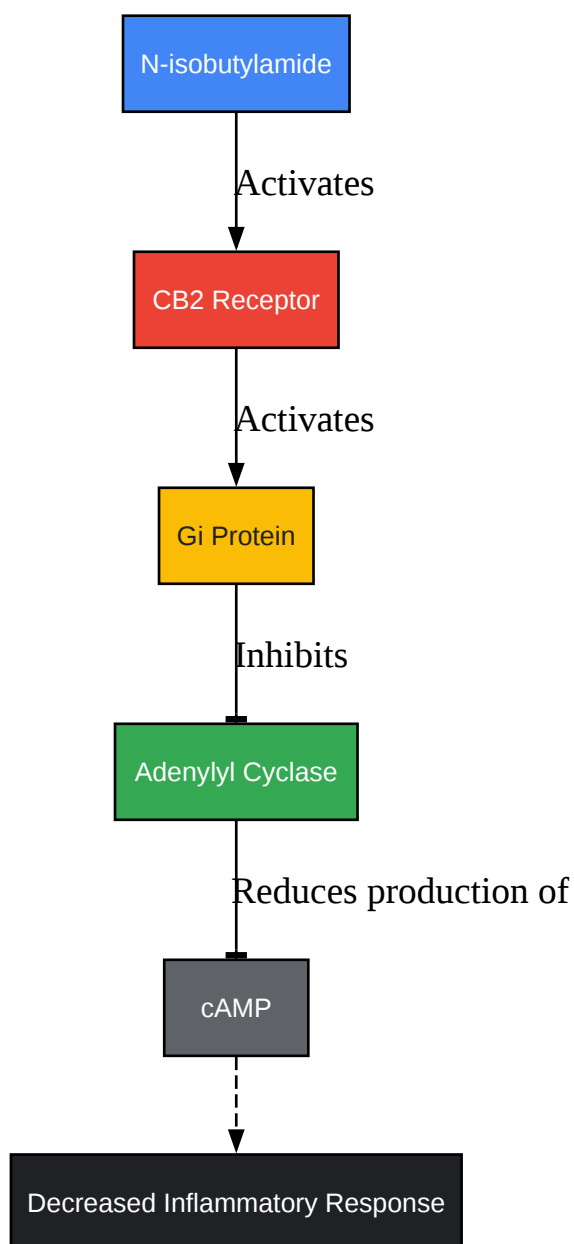 N-isobutylamide
Activates
CB2 Receptor
Activates
Gi Protein
Inhibits
Adenylyl Cyclase
Reduces production of
cAMP
Decreased Inflammatory Response